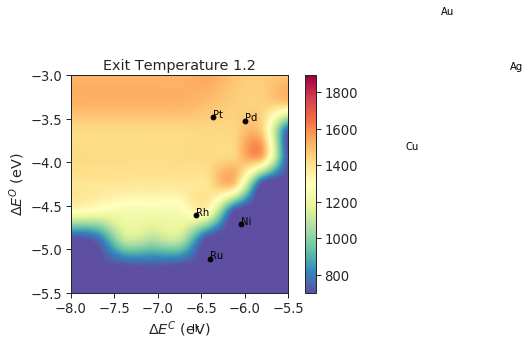 Au
Exit Temperature 1.2
Ag
−3.0
−3.5
−4.0
−4.5
−5.0
−5.5
ΔE^O (eV)
Pt
Pd
Rh
Ni
Ru
Cu
1800
1600
1400
1200
1000
800
−8.0 −7.5 −7.0 −6.5 −6.0 −5.5
ΔE^C (eV)
Ir